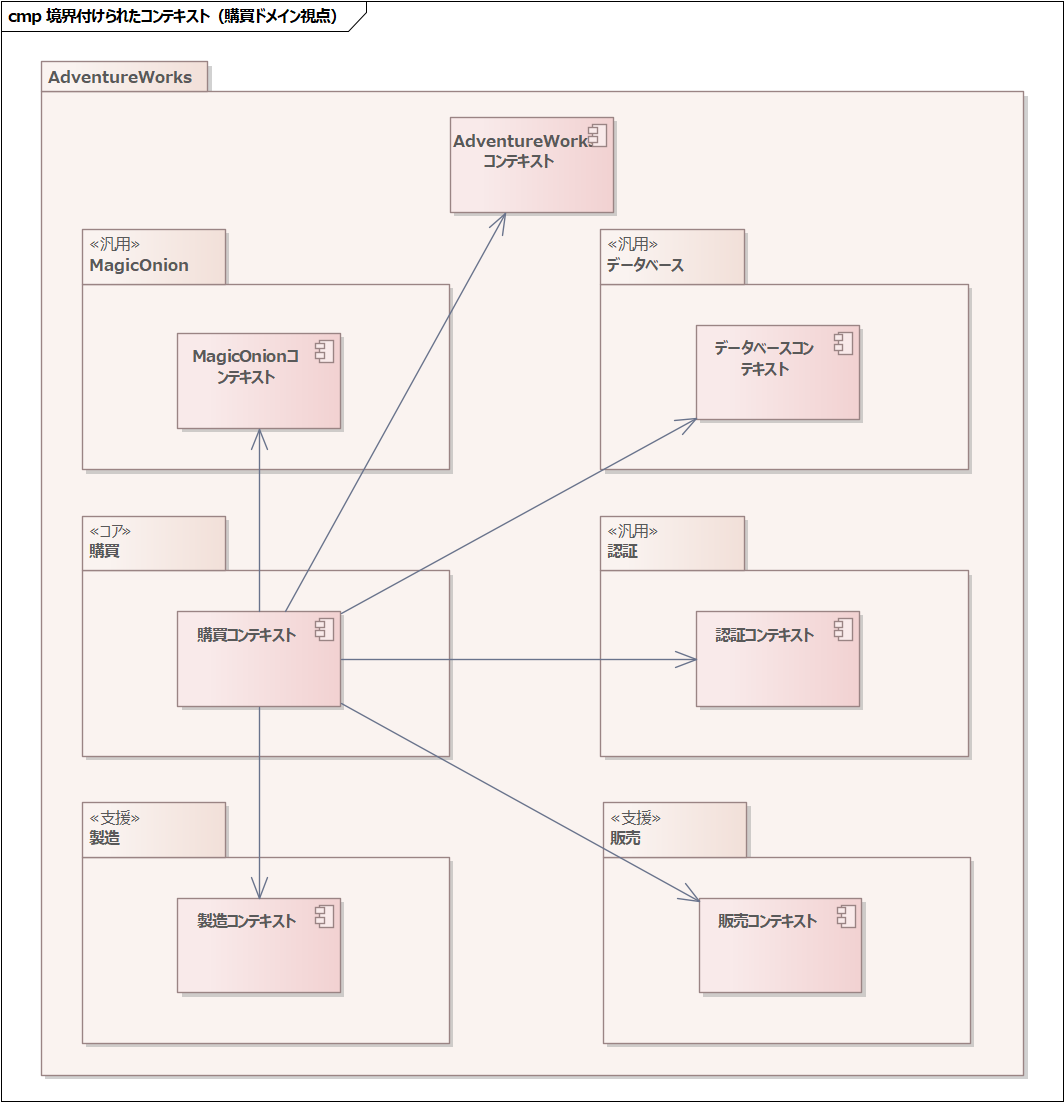 cmp 境界付けられたコンテキスト（購買ドメイン視点）
AdventureWorks
AdventureWorks
コンテキスト
«汎用»
MagicOnion
MagicOnionコ
ンテキスト
«汎用»
データベース
データベースコン
テキスト
«コア»
購買
購買コンテキスト
«汎用»
認証
認証コンテキスト
«支援»
製造
製造コンテキスト
«支援»
販売
販売コンテキスト